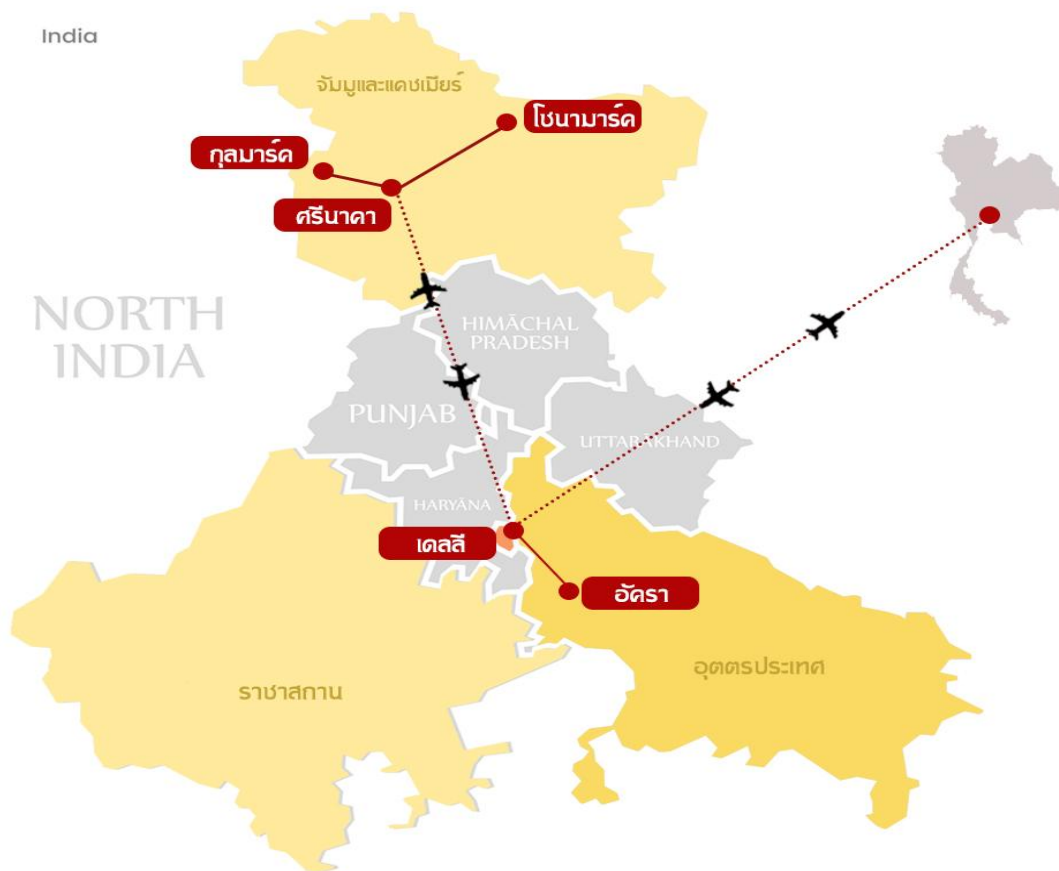 India
จัมมูและแคชเมียร์
โซนามาร์ค
กุลมาร์ค
ศรีนาคา
NORTH
INDIA
HIMĀCHAL
PRADESH
PUNJAB
UTTARAKHAND
HARYĀNA
เดลลี
อัครา
อุตตรประเทศ
ราชาสถาน